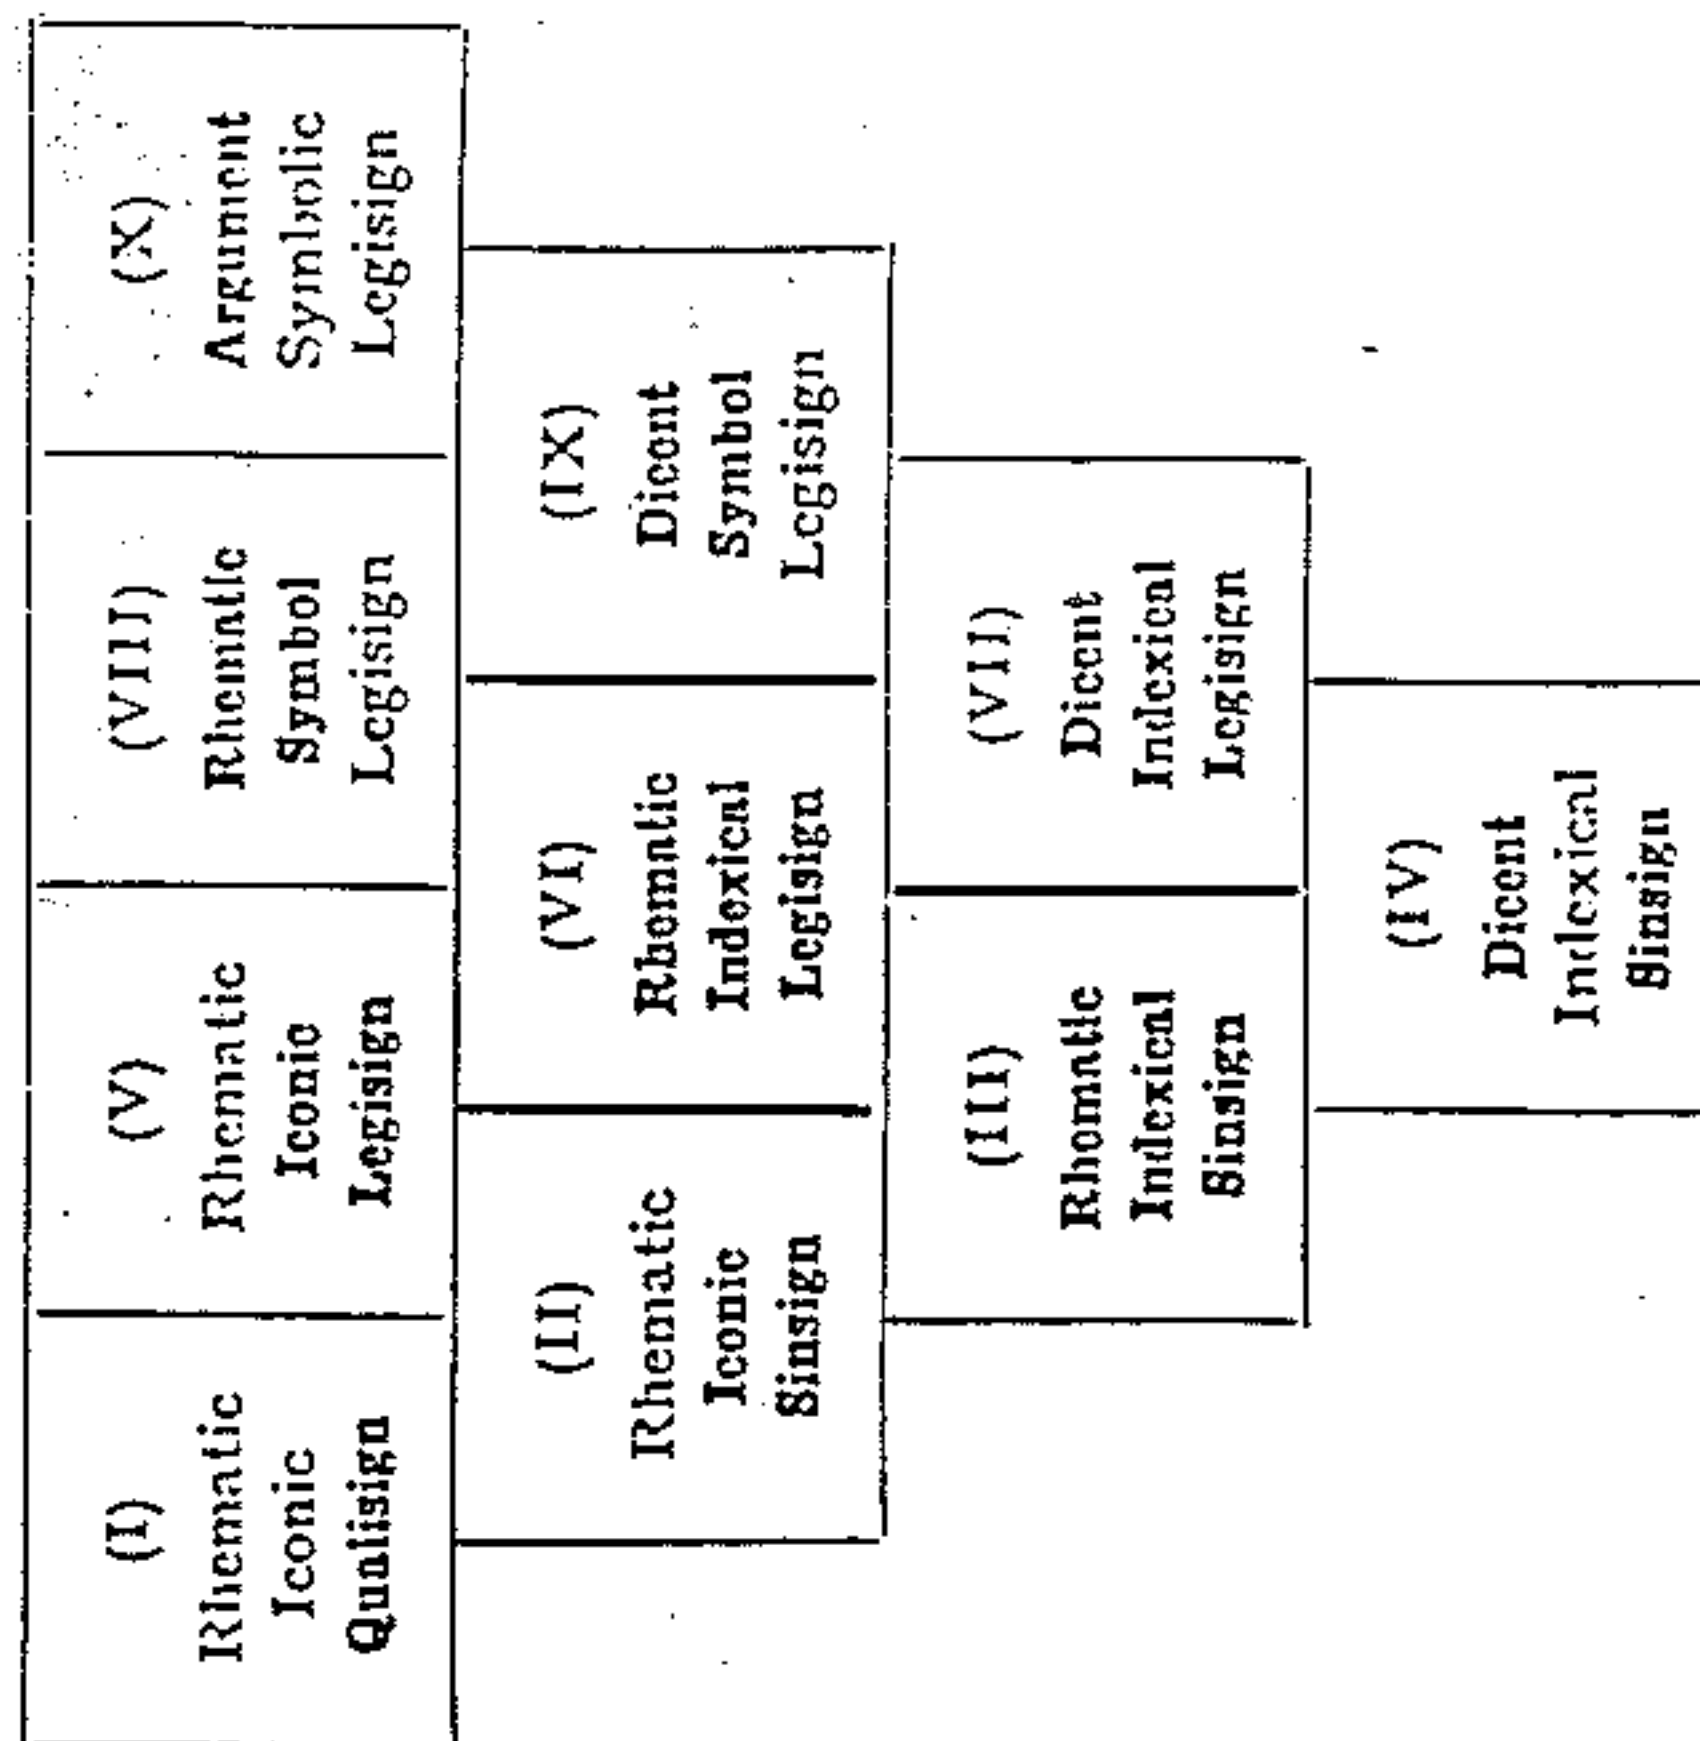 (I)
Rhematic
Iconic
Qualisign
(V)
Rhematic
Iconic
Legisign
(VIII)
Rhematic
Symbol
Legisign
(X)
Argument
Symbolic
Legisign
(II)
Rhematic
Iconic
Sinsign
(VI)
Rhematic
Indexical
Legisign
(IX)
Dicent
Symbol
Legisign
(III)
Rhematic
Indexical
Sinsign
(VII)
Dicent
Indexical
Legisign
(IV)
Dicent
Indexical
Sinsign